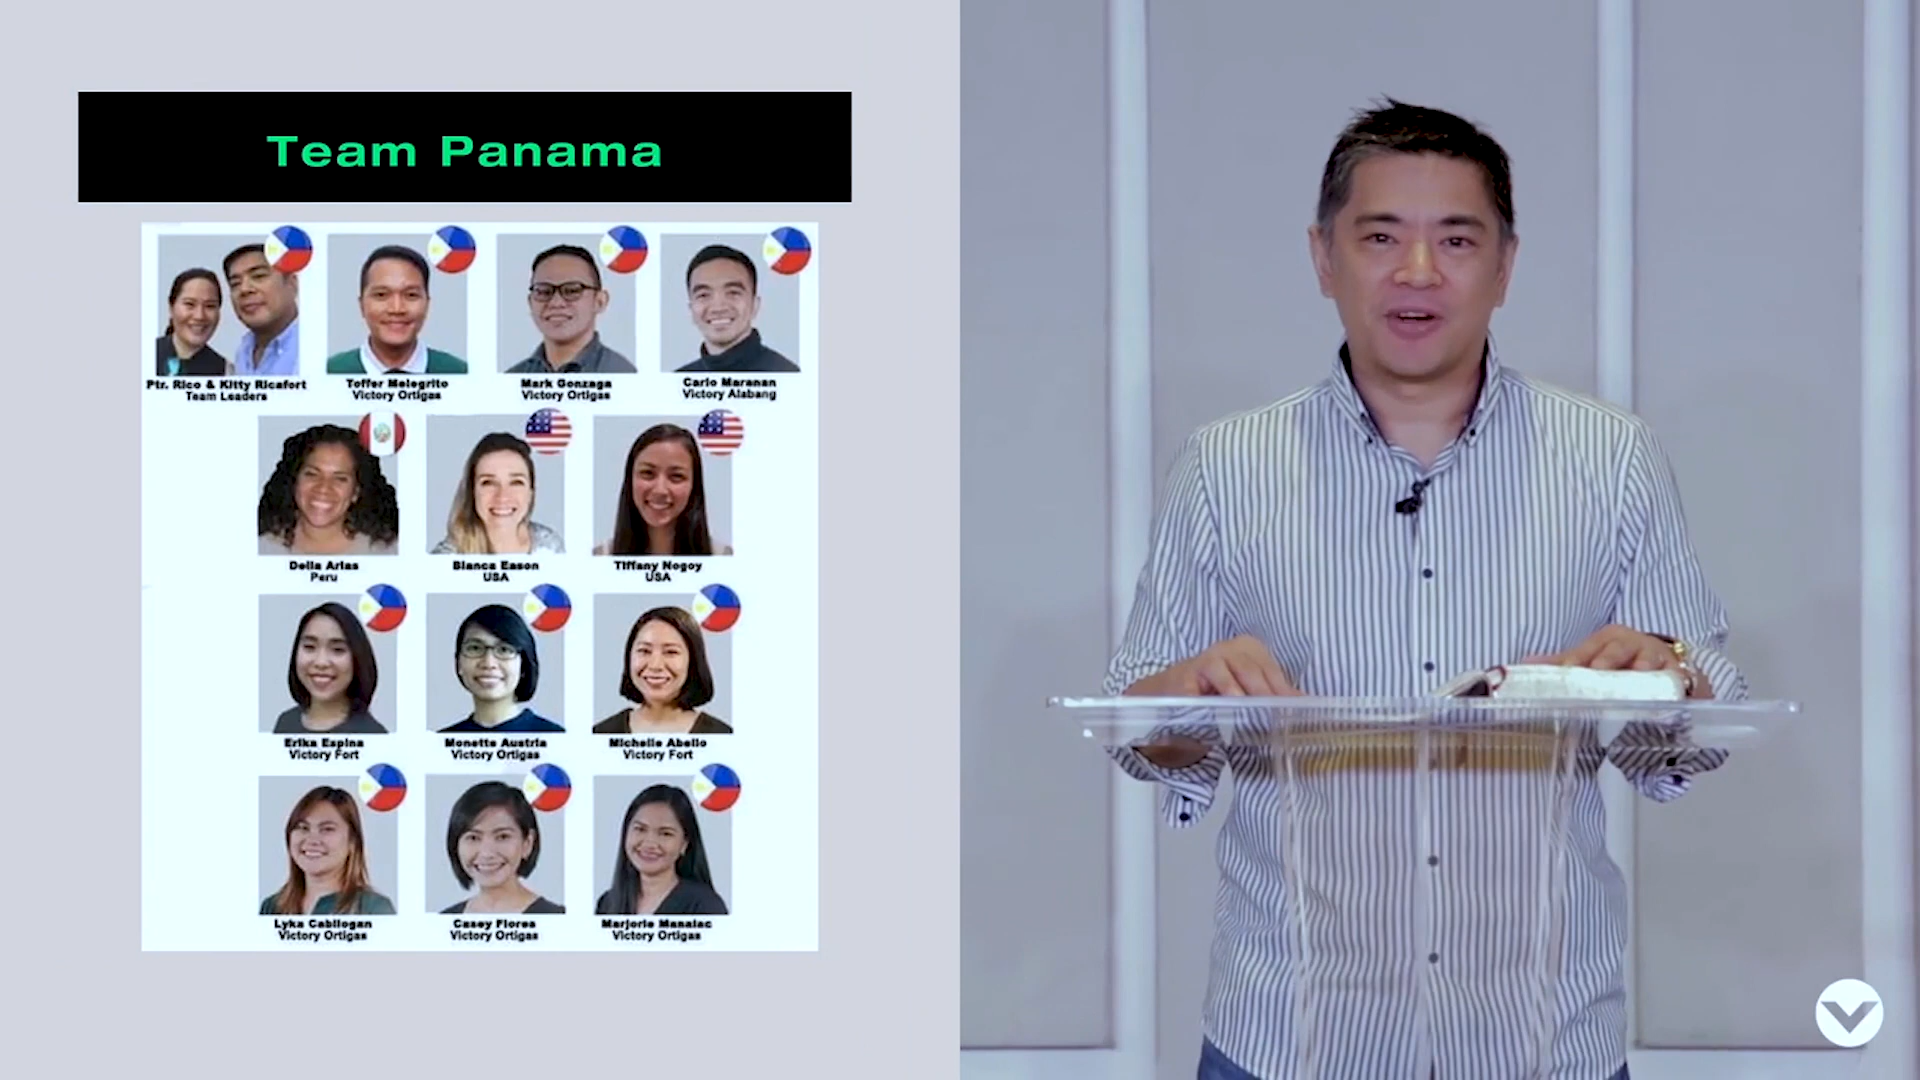 Team Panama
Ptr. Rico & Kitty Ricafort
Team Leaders
Toffer Melegrito
Victory Ortigas
Mark Gonzaga
Victory Ortigas
Carlo Maranan
Victory Alabang
Delia Arias
Peru
Bianca Eason
USA
Tiffany Nogoy
USA
Erika Espina
Victory Fort
Monette Austria
Victory Ortigas
Michelle Abello
Victory Fort
Lyka Cabilogan
Victory Ortigas
Casey Flores
Victory Ortigas
Marjorie Manalac
Victory Ortigas